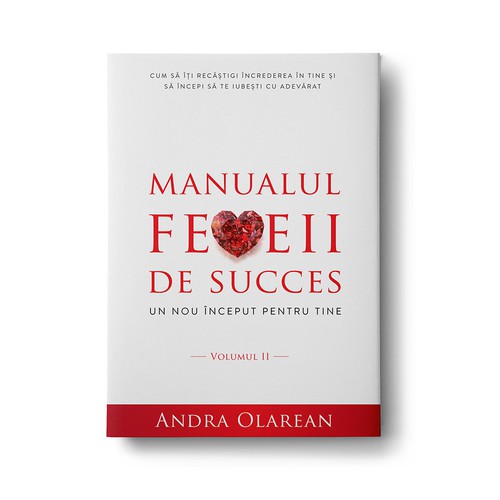 CUM SĂ ÎȚI RECÂȘTIGI ÎNCREDEREA ÎN TINE ȘI
SĂ ÎNCEPI SĂ TE IUBEȘTI CU ADEVĂRAT
MANUALUL
FE EII
DE SUCCES
UN NOU ÎNCEPUT PENTRU TINE
VOLUMUL II
ANDRA OLAREAN